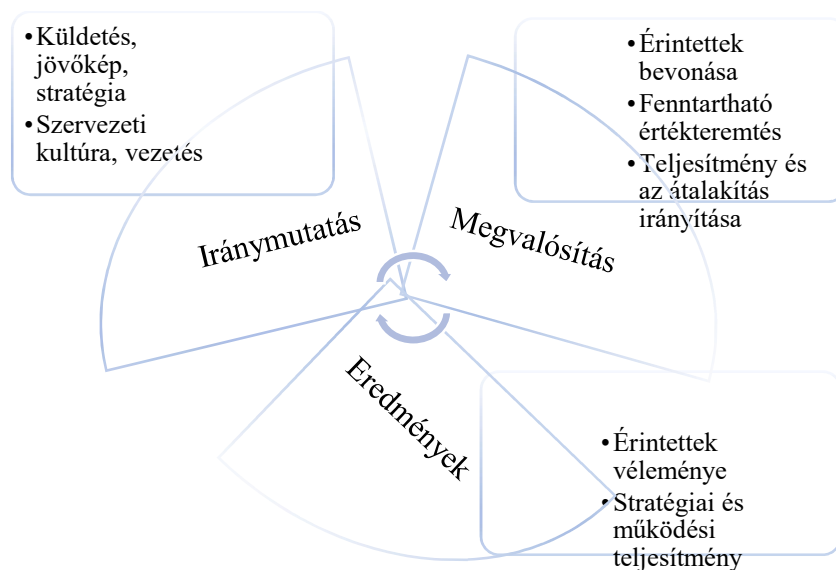 • Küldetés,
jövőkép,
stratégia
• Szervezeti
kultúra, vezetés
• Érintettek
bevonása
• Fenntartható
értékteremtés
• Teljesítmény és
az átalakítás
irányítása
Iránymutatás
Megvalósítás
Eredmények
• Érintettek
véleménye
• Stratégiai és
működési
teljesítmény